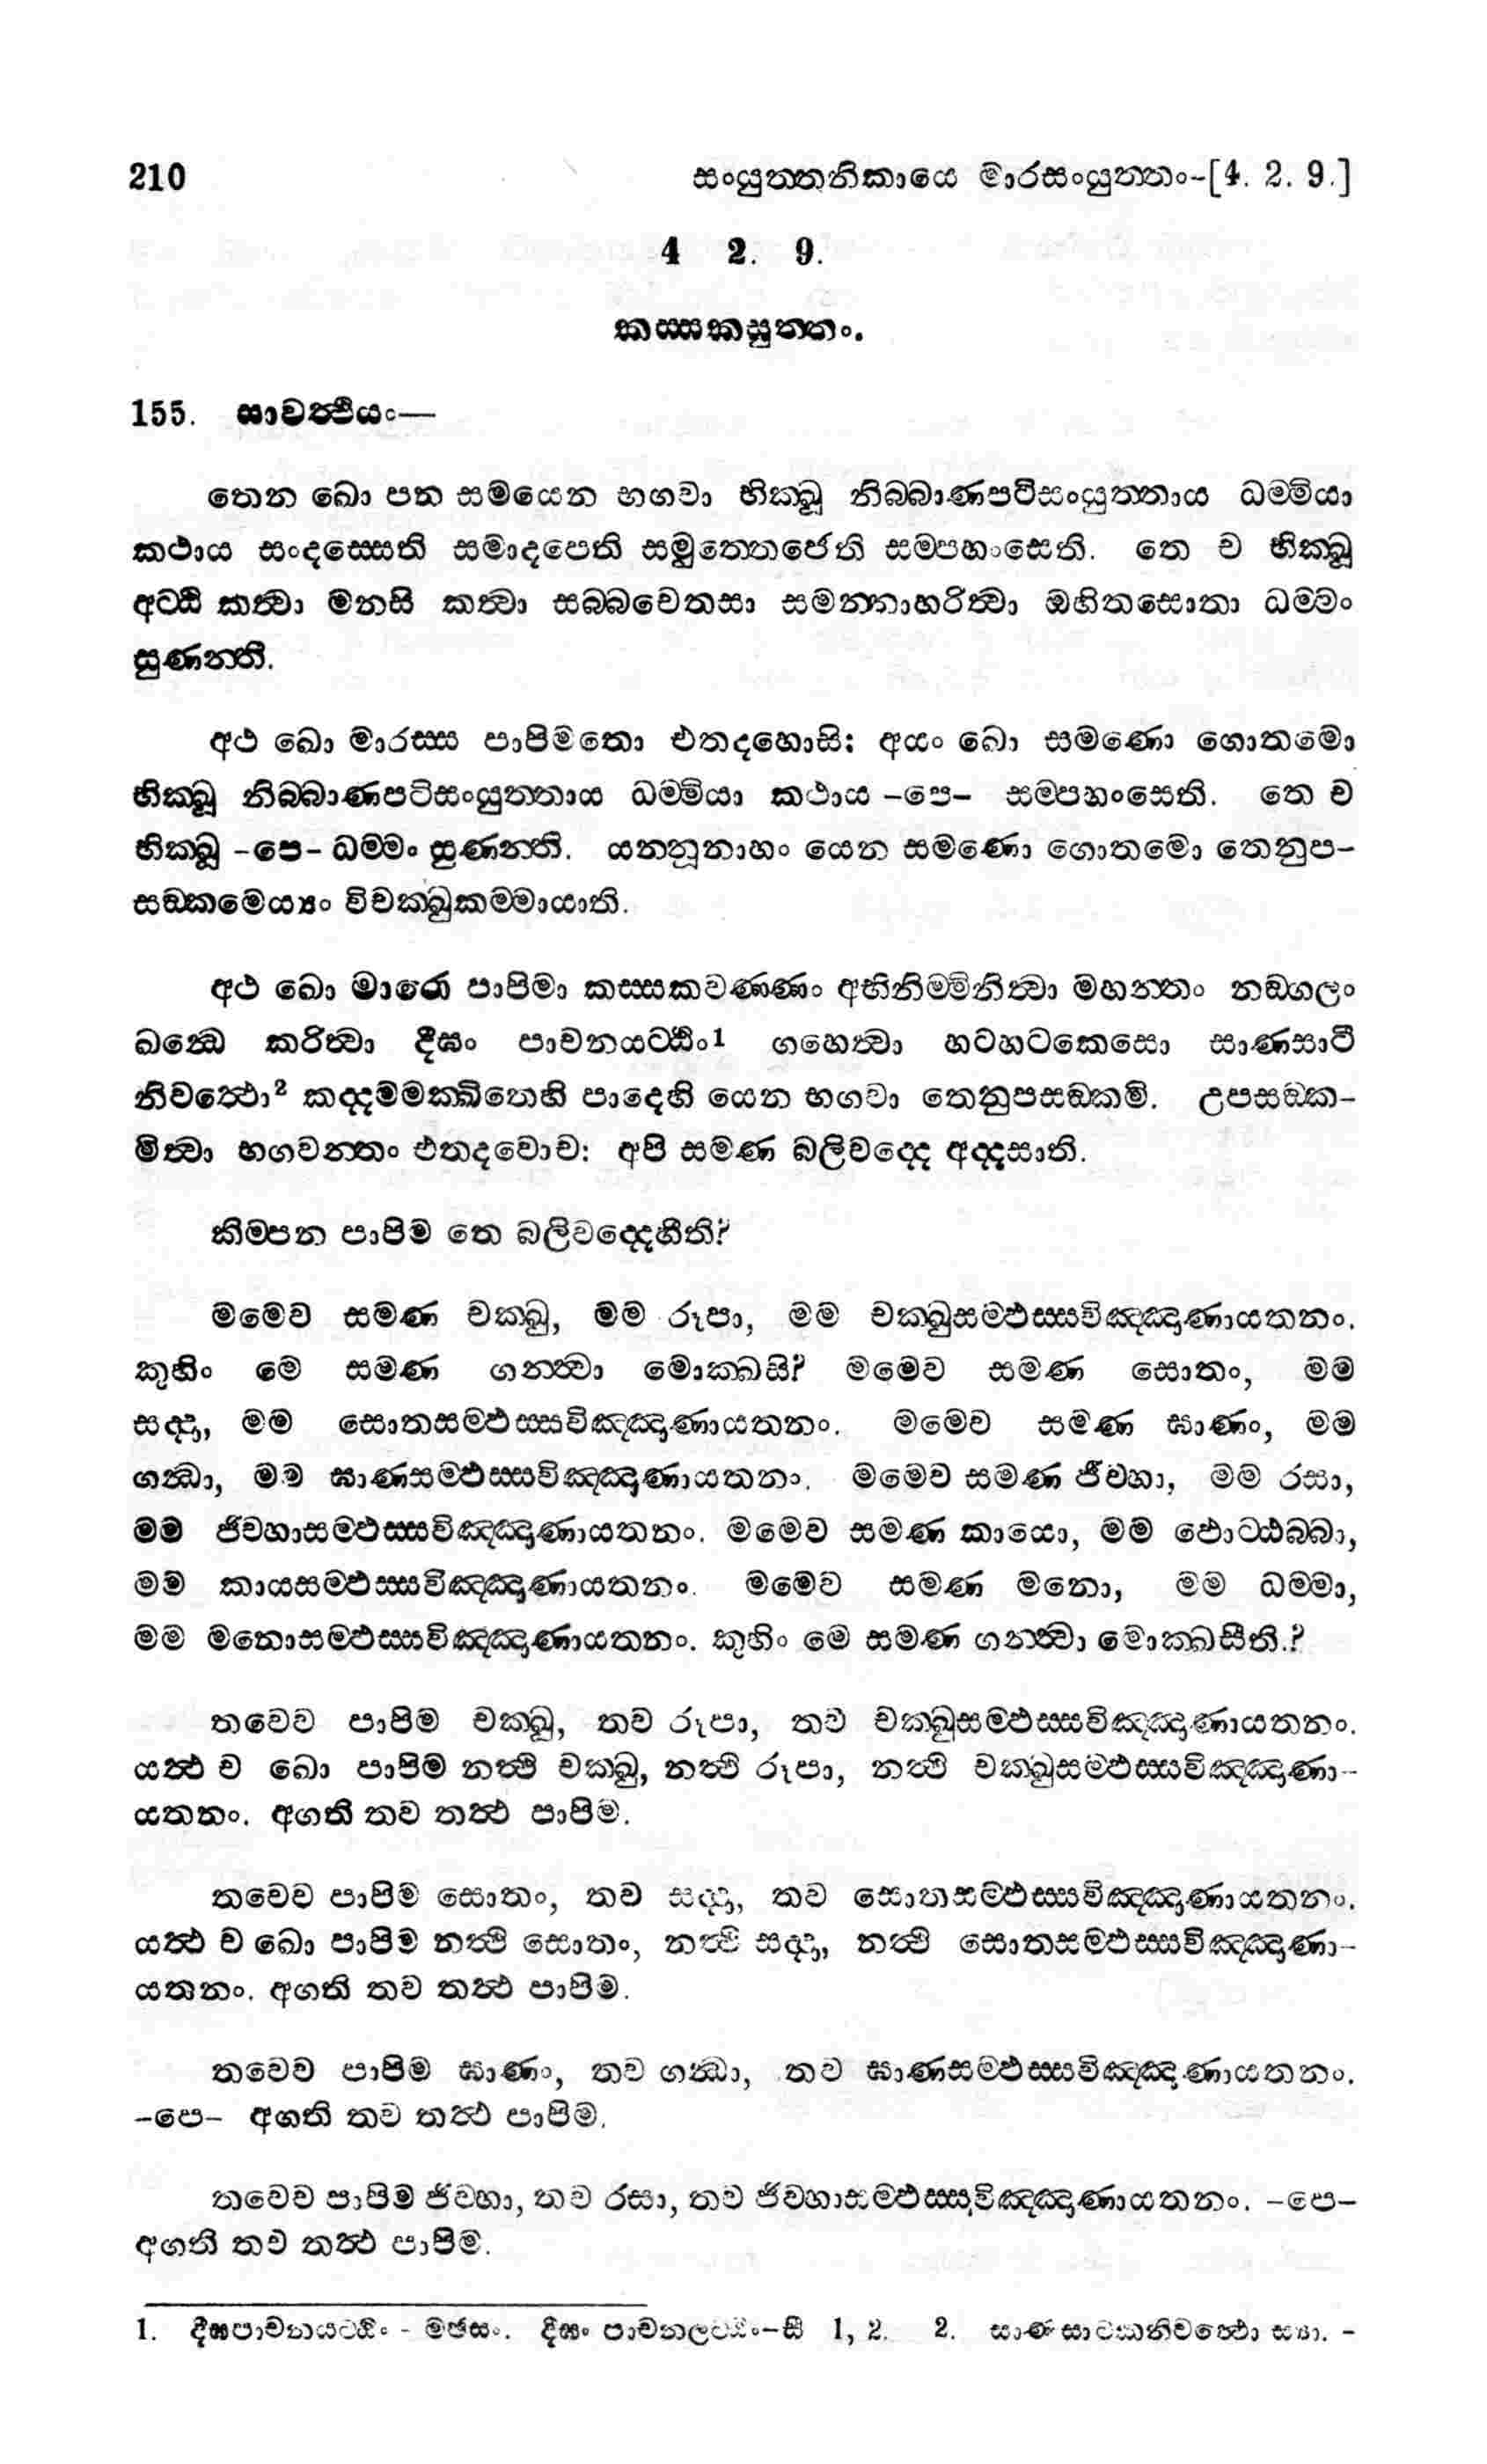 210 සංයුත්තනිකායෙ මාරසංයුත්තං-[4. 2. 9.]
4 2. 9.
කස්සකසුත්තං.
155. සාවත්ථියං—
තෙන ඛො පන සමයෙන භගවා භික්ඛූ නිබ්බාණපටිසංයුත්තාය ධම්මියා
කථාය සංදස්සෙති සමාදපෙති සමුත්තෙජෙති සම්පහංසෙති. තෙ ච භික්ඛූ
අට්ඨි කත්වා මනසි කත්වා සබ්බචෙතසා සමන්නාහරිත්වා ඔහිතසොතා ධම්මං
සුණන්ති.
අථ ඛො මාරස්ස පාපිමතො එතදහොසි: අයං ඛො සමණො ගොතමො
භික්ඛූ නිබ්බාණපටිසංයුත්තාය ධම්මියා කථාය -පෙ- සම්පහංසෙති. තෙ ච
භික්ඛූ -පෙ- ධම්මං සුණන්ති. යන්නූනාහං යෙන සමණො ගොතමො තෙනුප-
සඞ්කමෙය්‍යං විචක්ඛුකම්මායාති.
අථ ඛො මාරො පාපිමා කස්සකවණ්ණං අභිනිම්මිනිත්වා මහන්තං නඞ්ගලං
ඛන්ධෙ කරිත්වා දීඝං පාචනයට්ඨිං1 ගහෙත්වා හටහටකෙසො සාණසාටී
නිවත්ථො2 කද්දමමක්ඛිතෙහි පාදෙහි යෙන භගවා තෙනුපසඞ්කමි. උපසඞ්ක-
මිත්වා භගවන්තං එතදවොච: අපි සමණ බලිවද්දෙ අද්දසාති.
කිම්පන පාපිම තෙ බලිවද්දෙහීති?
මමෙව සමණ චක්ඛු, මම රූපා, මම චක්ඛුසම්ඵස්සවිඤ්ඤාණායතනං.
කුහිං මෙ සමණ ගන්ත්වා මොක්ඛසි? මමෙව සමණ සොතං, මම
සද්දා, මම සොතසම්ඵස්සවිඤ්ඤාණායතනං. මමෙව සමණ ඝාණං, මම
ගන්ධා, මම ඝාණසම්ඵස්සවිඤ්ඤාණායතනං. මමෙව සමණ ජිව්හා, මම රසා,
මම ජිව්හාසම්ඵස්සවිඤ්ඤාණායතනං. මමෙව සමණ කායො, මම ඵොට්ඨබ්බා,
මම කායසම්ඵස්සවිඤ්ඤාණායතනං. මමෙව සමණ මනො, මම ධම්මා,
මම මනොසම්ඵස්සවිඤ්ඤාණායතනං. කුහිං මෙ සමණ ගන්ත්වා මොක්ඛසීති.?
තවෙව පාපිම චක්ඛු, තව රූපා, තව චක්ඛුසම්ඵස්සවිඤ්ඤාණායතනං.
යත්ථ ච ඛො පාපිම නත්ථි චක්ඛු, නත්ථි රූපා, නත්ථි චක්ඛුසම්ඵස්සවිඤ්ඤාණා-
යතනං. අගති තව තත්ථ පාපිම.
තවෙව පාපිම සොතං, තව සද්දා, තව සොතසම්ඵස්සවිඤ්ඤාණායතනං.
යත්ථ ච ඛො පාපිම නත්ථි සොතං, නත්ථි සද්දා, නත්ථි සොතසම්ඵස්සවිඤ්ඤාණා-
යතනං. අගති තව තත්ථ පාපිම.
තවෙව පාපිම ඝාණං, තව ගන්ධා, තව ඝාණසම්ඵස්සවිඤ්ඤාණායතනං.
-පෙ- අගති තව තත්ථ පාපිම.
තවෙව පාපිම ජිව්හා, තව රසා, තව ජිව්හාසම්ඵස්සවිඤ්ඤාණායතනං. -පෙ-
අගති තව තත්ථ පාපිම.
1. දීඝපාචනයට්ඨිං - මඡසං. දීඝං පාචනලට්ඨිං-සී 1, 2. 2. සාණසාටකනිවත්ථො ස්‍යා. -